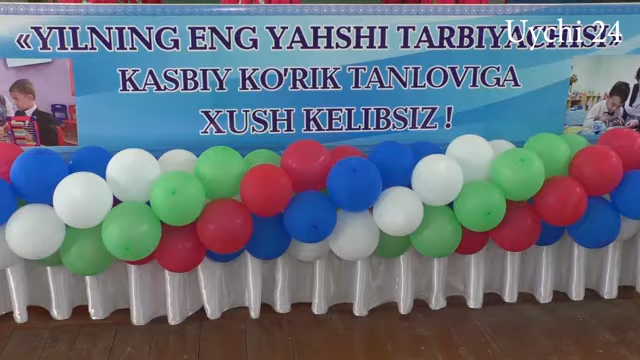 «YILNING ENG YAHSHI TARBIYACHISI»
Uychi 24
KASBIY KO'RIK TANLOVIGA
XUSH KELIBSIZ !